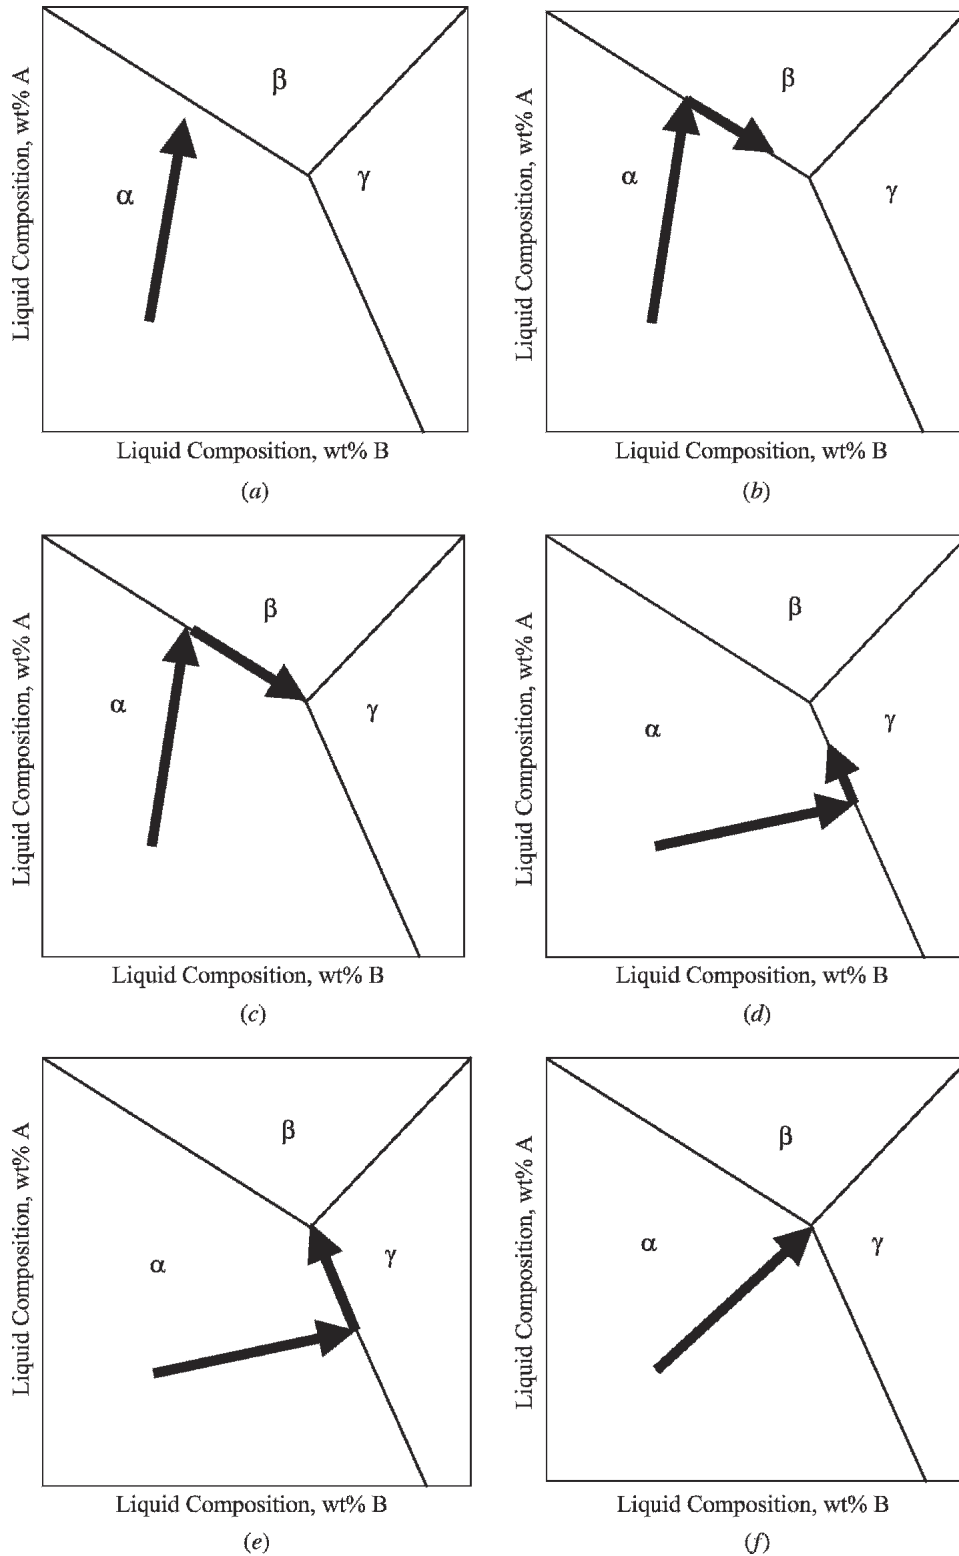 Liquid Composition, wt% A
β
α
γ
Liquid Composition, wt% B
(a)
Liquid Composition, wt% A
β
α
γ
Liquid Composition, wt% B
(b)
Liquid Composition, wt% A
β
α
γ
Liquid Composition, wt% B
(c)
Liquid Composition, wt% A
β
α
γ
Liquid Composition, wt% B
(d)
Liquid Composition, wt% A
β
α
γ
Liquid Composition, wt% B
(e)
Liquid Composition, wt% A
β
α
γ
Liquid Composition, wt% B
(f)